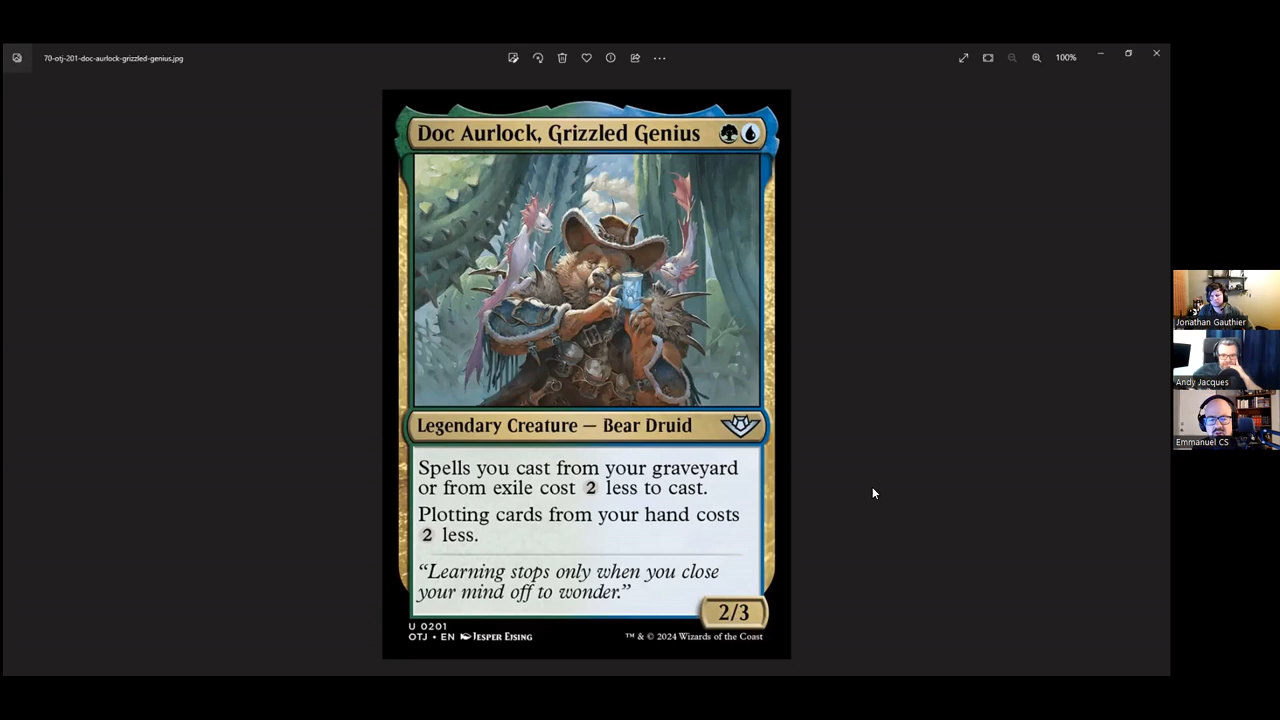 70-otj-201-doc-aurlock-grizzled-genius.jpg
100%
Doc Aurlock, Grizzled Genius
Legendary Creature — Bear Druid
Spells you cast from your graveyard
or from exile cost 2 less to cast.
Plotting cards from your hand costs
2 less.
“Learning stops only when you close
your mind off to wonder.”
2/3
U 0201
OTJ • EN Jesper Ejsing
™ & © 2024 Wizards of the Coast
Jonathan Gauthier
Andy Jacques
Emmanuel CS